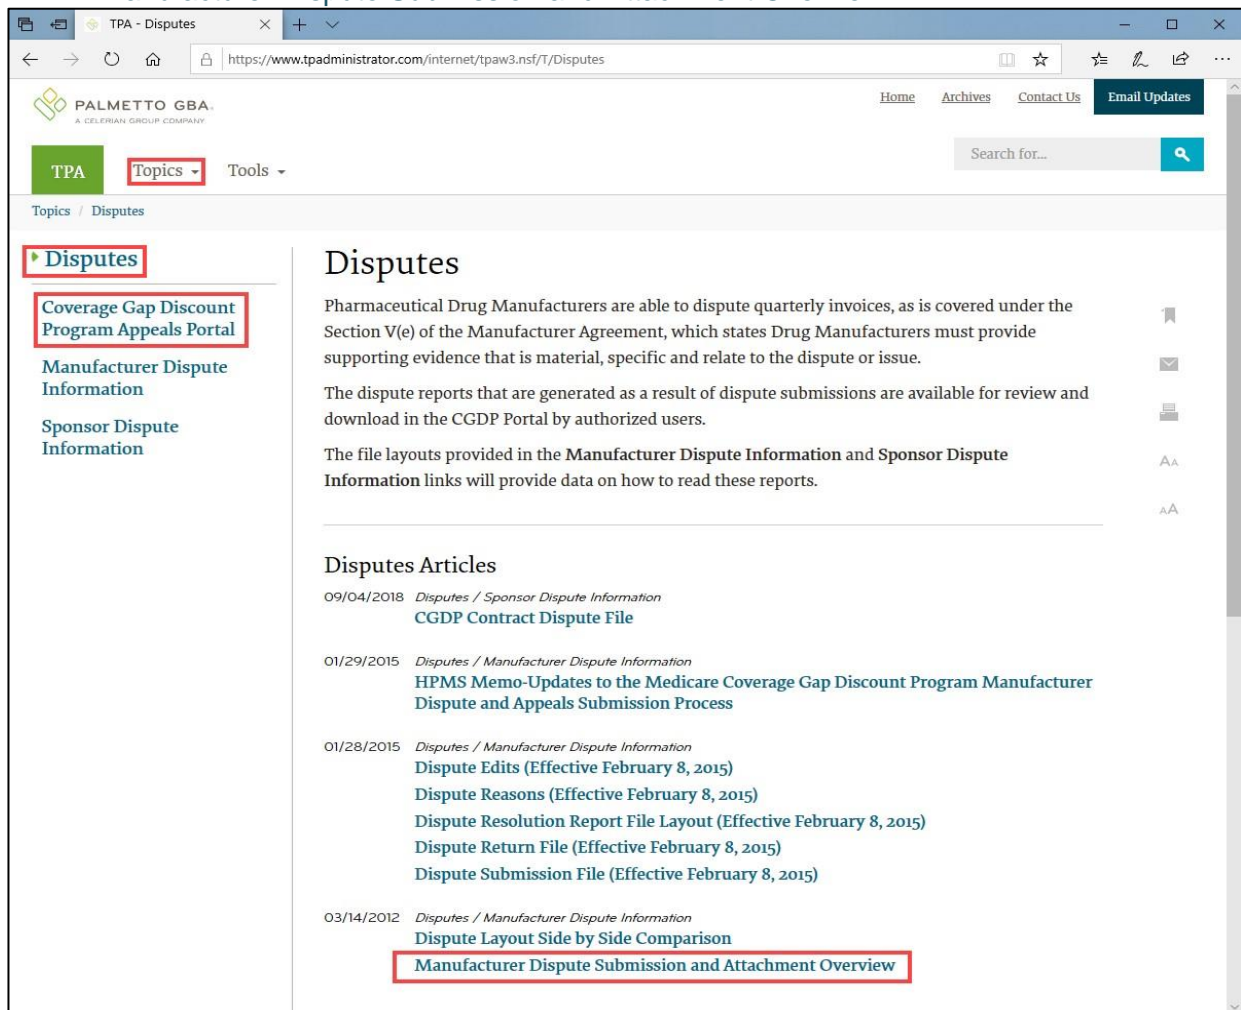 Manufacturer Dispute Submission and Attachment Overview
TPA - Disputes
https://www.tpadministrator.com/internet/tpaw3.nsf/T/Disputes
PALMETTO GBA.
A CELERIAN GROUP COMPANY
Home Archives Contact Us Email Updates
TPA Topics Tools
Search for...
Topics / Disputes
Disputes
Coverage Gap Discount
Program Appeals Portal
Manufacturer Dispute
Information
Sponsor Dispute
Information
Disputes
Pharmaceutical Drug Manufacturers are able to dispute quarterly invoices, as is covered under the
Section V(e) of the Manufacturer Agreement, which states Drug Manufacturers must provide
supporting evidence that is material, specific and relate to the dispute or issue.
The dispute reports that are generated as a result of dispute submissions are available for review and
download in the CGDP Portal by authorized users.
The file layouts provided in the Manufacturer Dispute Information and Sponsor Dispute
Information links will provide data on how to read these reports.
AA
AA
Disputes Articles
09/04/2018 Disputes / Sponsor Dispute Information
CGDP Contract Dispute File
01/29/2015 Disputes / Manufacturer Dispute Information
HPMS Memo-Updates to the Medicare Coverage Gap Discount Program Manufacturer
Dispute and Appeals Submission Process
01/28/2015 Disputes / Manufacturer Dispute Information
Dispute Edits (Effective February 8, 2015)
Dispute Reasons (Effective February 8, 2015)
Dispute Resolution Report File Layout (Effective February 8, 2015)
Dispute Return File (Effective February 8, 2015)
Dispute Submission File (Effective February 8, 2015)
03/14/2012 Disputes / Manufacturer Dispute Information
Dispute Layout Side by Side Comparison
Manufacturer Dispute Submission and Attachment Overview